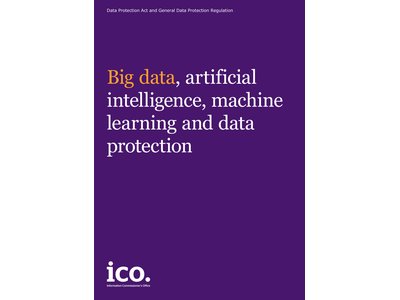 Data Protection Act and General Data Protection Regulation
Big data, artificial
intelligence, machine
learning and data
protection
ico.
Information Commissioner's Office